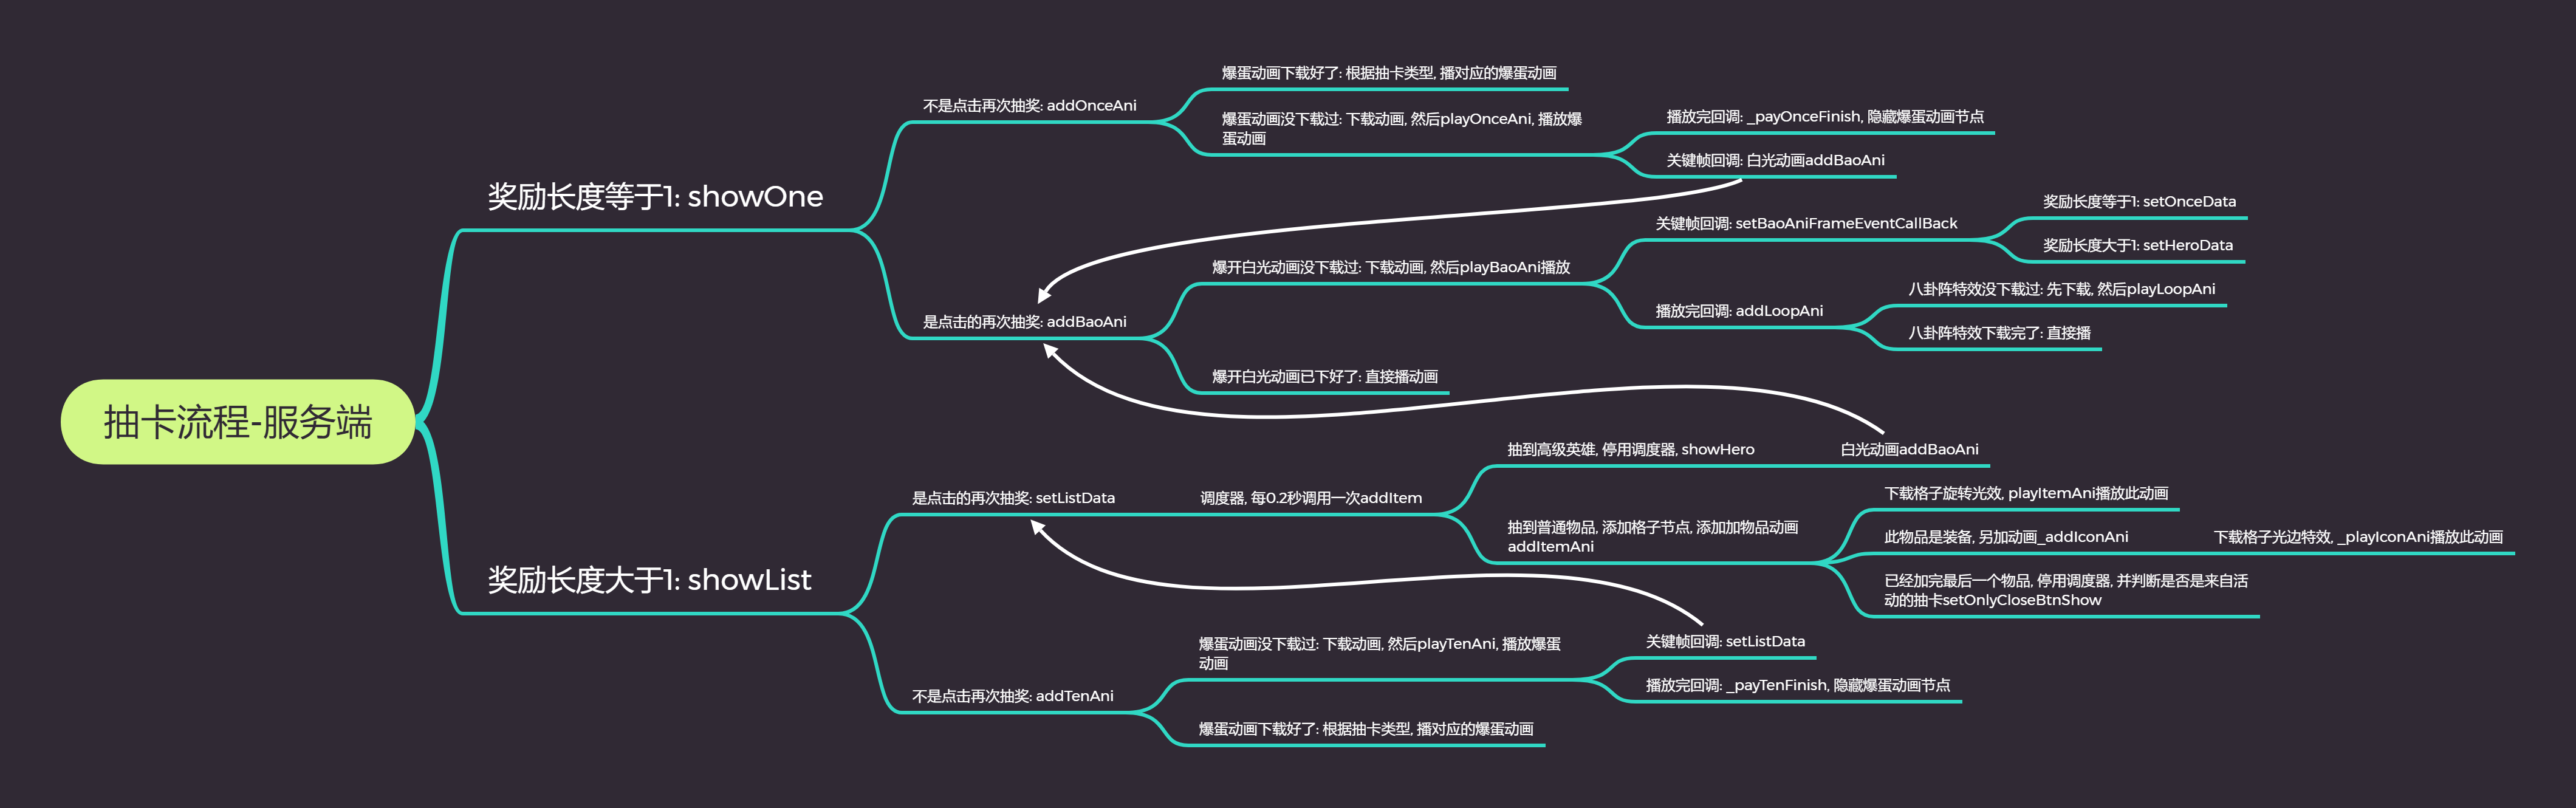 抽卡流程-服务端
奖励长度等于1: showOne
不是点击再次抽奖: addOnceAni
爆蛋动画下载好了: 根据抽卡类型, 播对应的爆蛋动画
爆蛋动画没下载过: 下载动画, 然后playOnceAni, 播放爆
蛋动画
播放完回调: _payOnceFinish, 隐藏爆蛋动画节点
关键帧回调: 白光动画addBaoAni
是点击的再次抽奖: addBaoAni
爆开白光动画没下载过: 下载动画, 然后playBaoAni播放
关键帧回调: setBaoAniFrameEventCallBack
奖励长度等于1: setOnceData
奖励长度大于1: setHeroData
播放完回调: addLoopAni
八卦阵特效没下载过: 先下载, 然后playLoopAni
八卦阵特效下载完了: 直接播
爆开白光动画已下好了: 直接播动画
奖励长度大于1: showList
是点击的再次抽奖: setListData
调度器, 每0.2秒调用一次addItem
抽到高级英雄, 停用调度器, showHero
白光动画addBaoAni
抽到普通物品, 添加格子节点, 添加加物品动画
addItemAni
下载格子旋转光效, playItemAni播放此动画
此物品是装备, 另加动画_addIconAni
下载格子光边特效, _playIconAni播放此动画
已经加完最后一个物品, 停用调度器, 并判断是否是来自活
动的抽卡setOnlyCloseBtnShow
不是点击再次抽奖: addTenAni
爆蛋动画没下载过: 下载动画, 然后playTenAni, 播放爆蛋
动画
关键帧回调: setListData
播放完回调: _payTenFinish, 隐藏爆蛋动画节点
爆蛋动画下载好了: 根据抽卡类型, 播对应的爆蛋动画